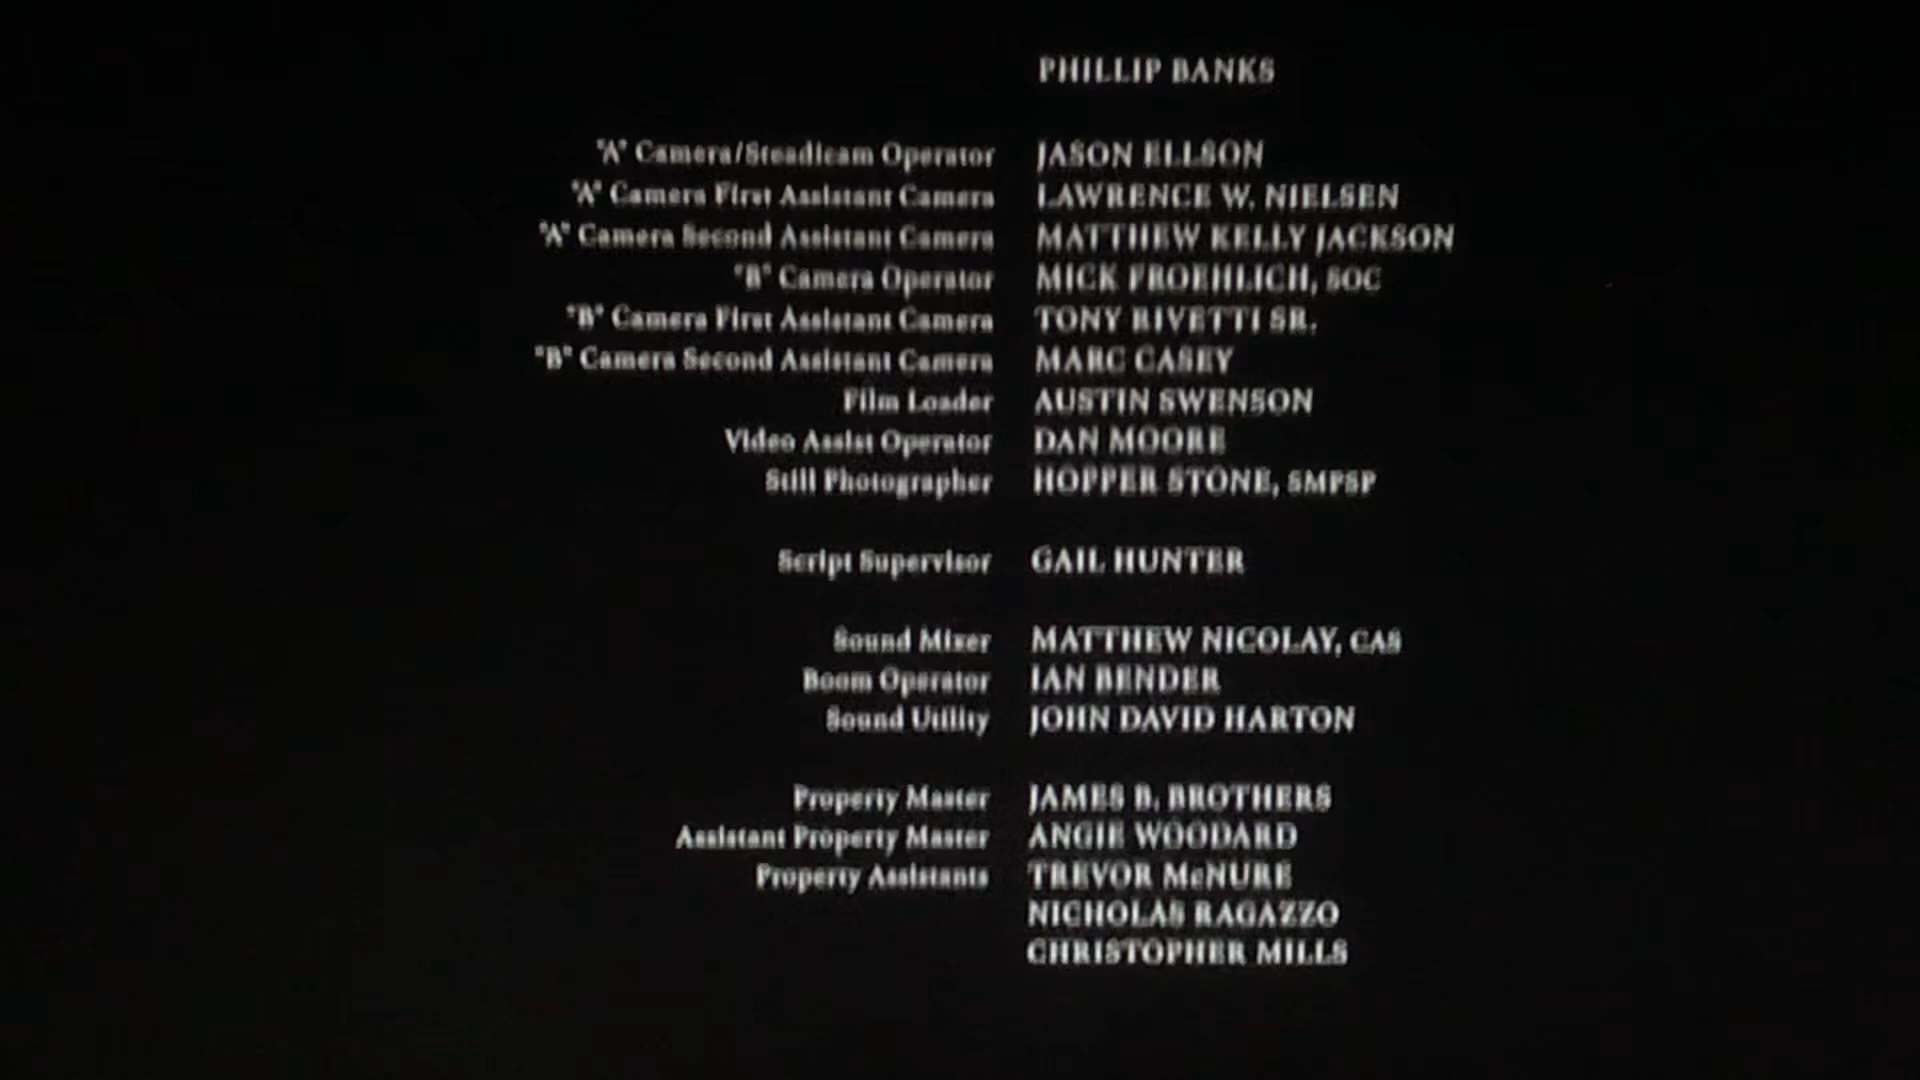 PHILLIP BANKS
"A" Camera/Steadicam Operator JASON ELLSON
"A" Camera First Assistant Camera LAWRENCE W. NIELSEN
"A" Camera Second Assistant Camera MATTHEW KELLY JACKSON
"B" Camera Operator MICK FROEHLICH, SOC
"B" Camera First Assistant Camera TONY RIVETTI SR.
"B" Camera Second Assistant Camera MARC CASEY
Film Loader AUSTIN SWENSON
Video Assist Operator DAN MOORE
Still Photographer HOPPER STONE, SMPSP
Script Supervisor GAIL HUNTER
Sound Mixer MATTHEW NICOLAY, CAS
Boom Operator IAN BENDER
Sound Utility JOHN DAVID HARTON
Property Master JAMES B. BROTHERS
Assistant Property Master ANGIE WOODARD
Property Assistants TREVOR McNURE
NICHOLAS RAGAZZO
CHRISTOPHER MILLS